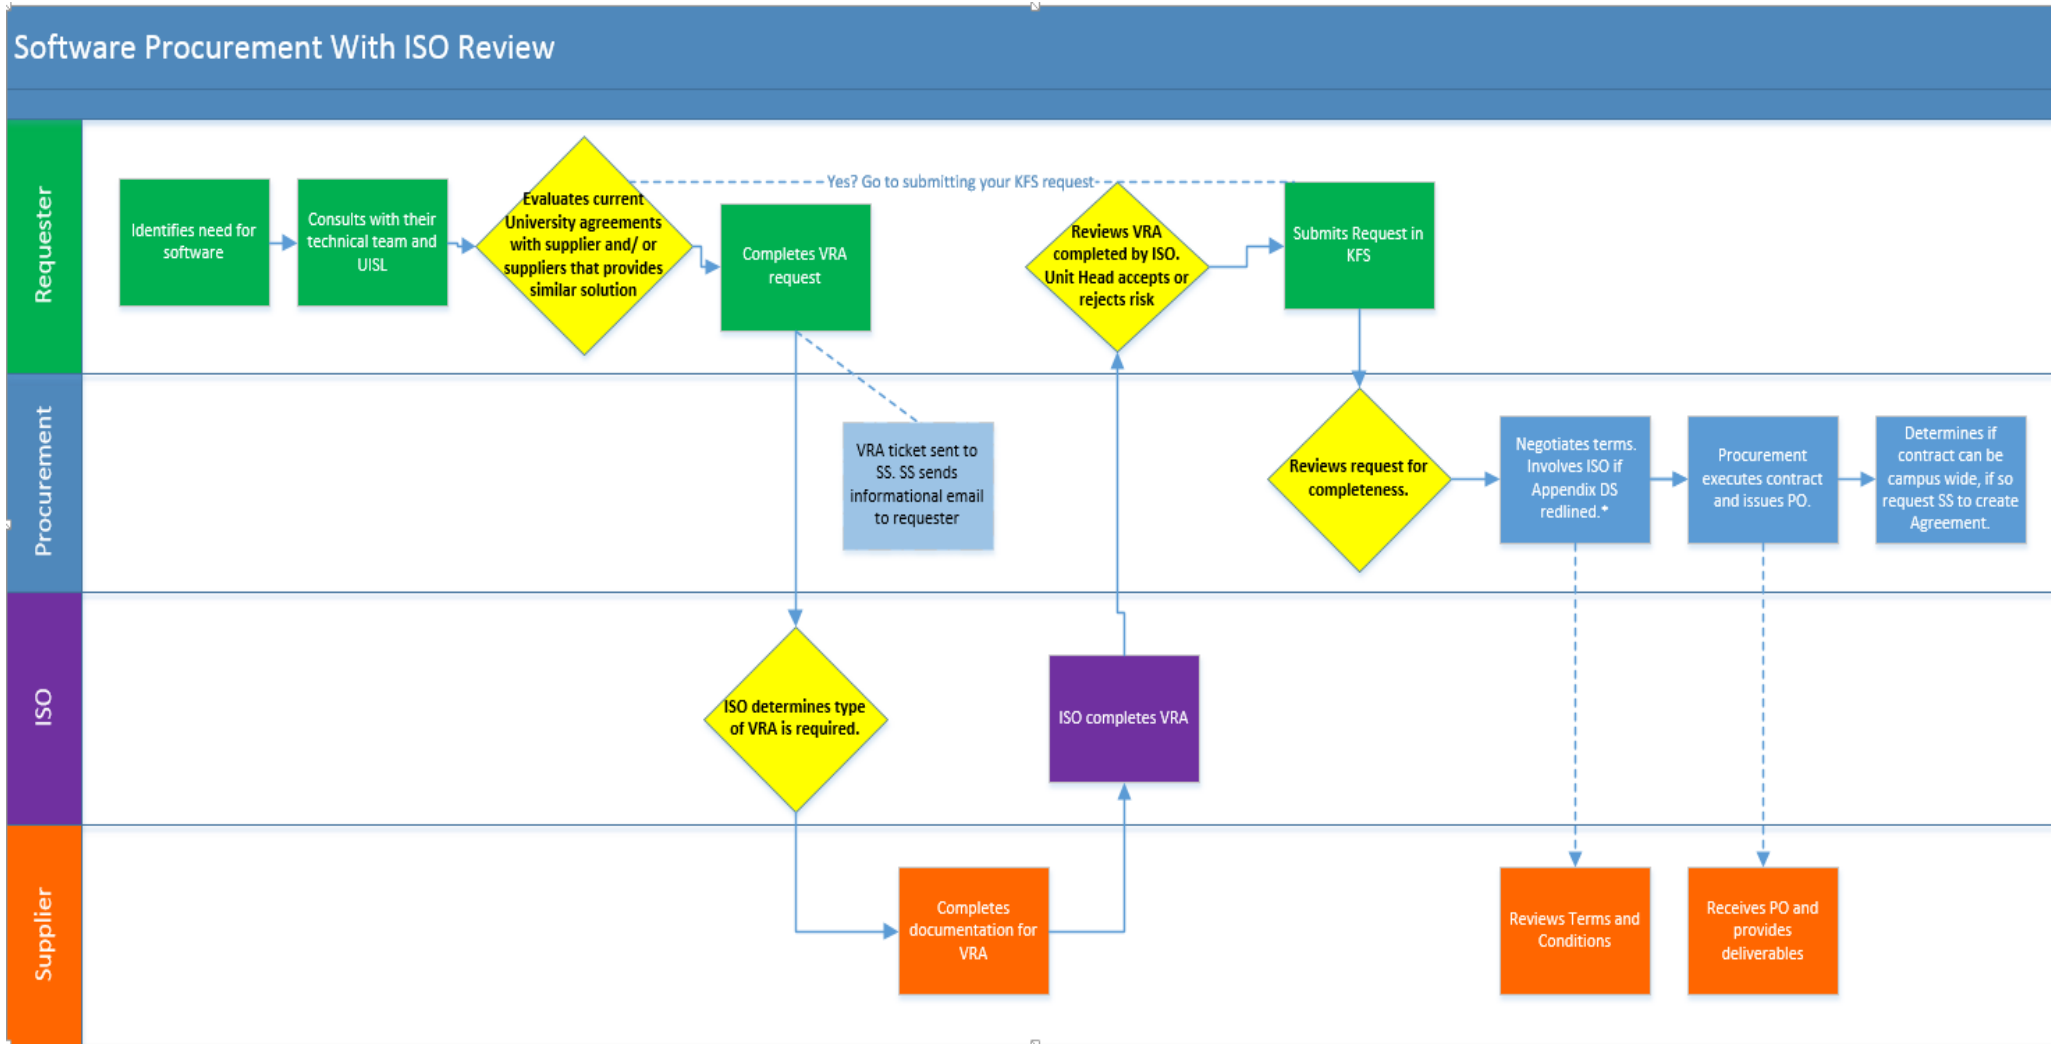 Software Procurement With ISO Review
Requester
Identifies need for
software
Consults with their
technical team and
UISL
Evaluates current
University agreements
with supplier and/ or
suppliers that provides
similar solution
Yes? Go to submitting your KFS request
Completes VRA
request
Reviews VRA
completed by ISO.
Unit Head accepts or
rejects risk
Submits Request in
KFS
Procurement
VRA ticket sent to
SS. SS sends
informational email
to requester
Reviews request for
completeness.
Negotiates terms.
Involves ISO if
Appendix DS
redlined.*
Procurement
executes contract
and issues PO.
Determines if
contract can be
campus wide, if so
request SS to create
Agreement.
ISO
ISO determines type
of VRA is required.
ISO completes VRA
Supplier
Completes
documentation for
VRA
Reviews Terms and
Conditions
Receives PO and
provides
deliverables